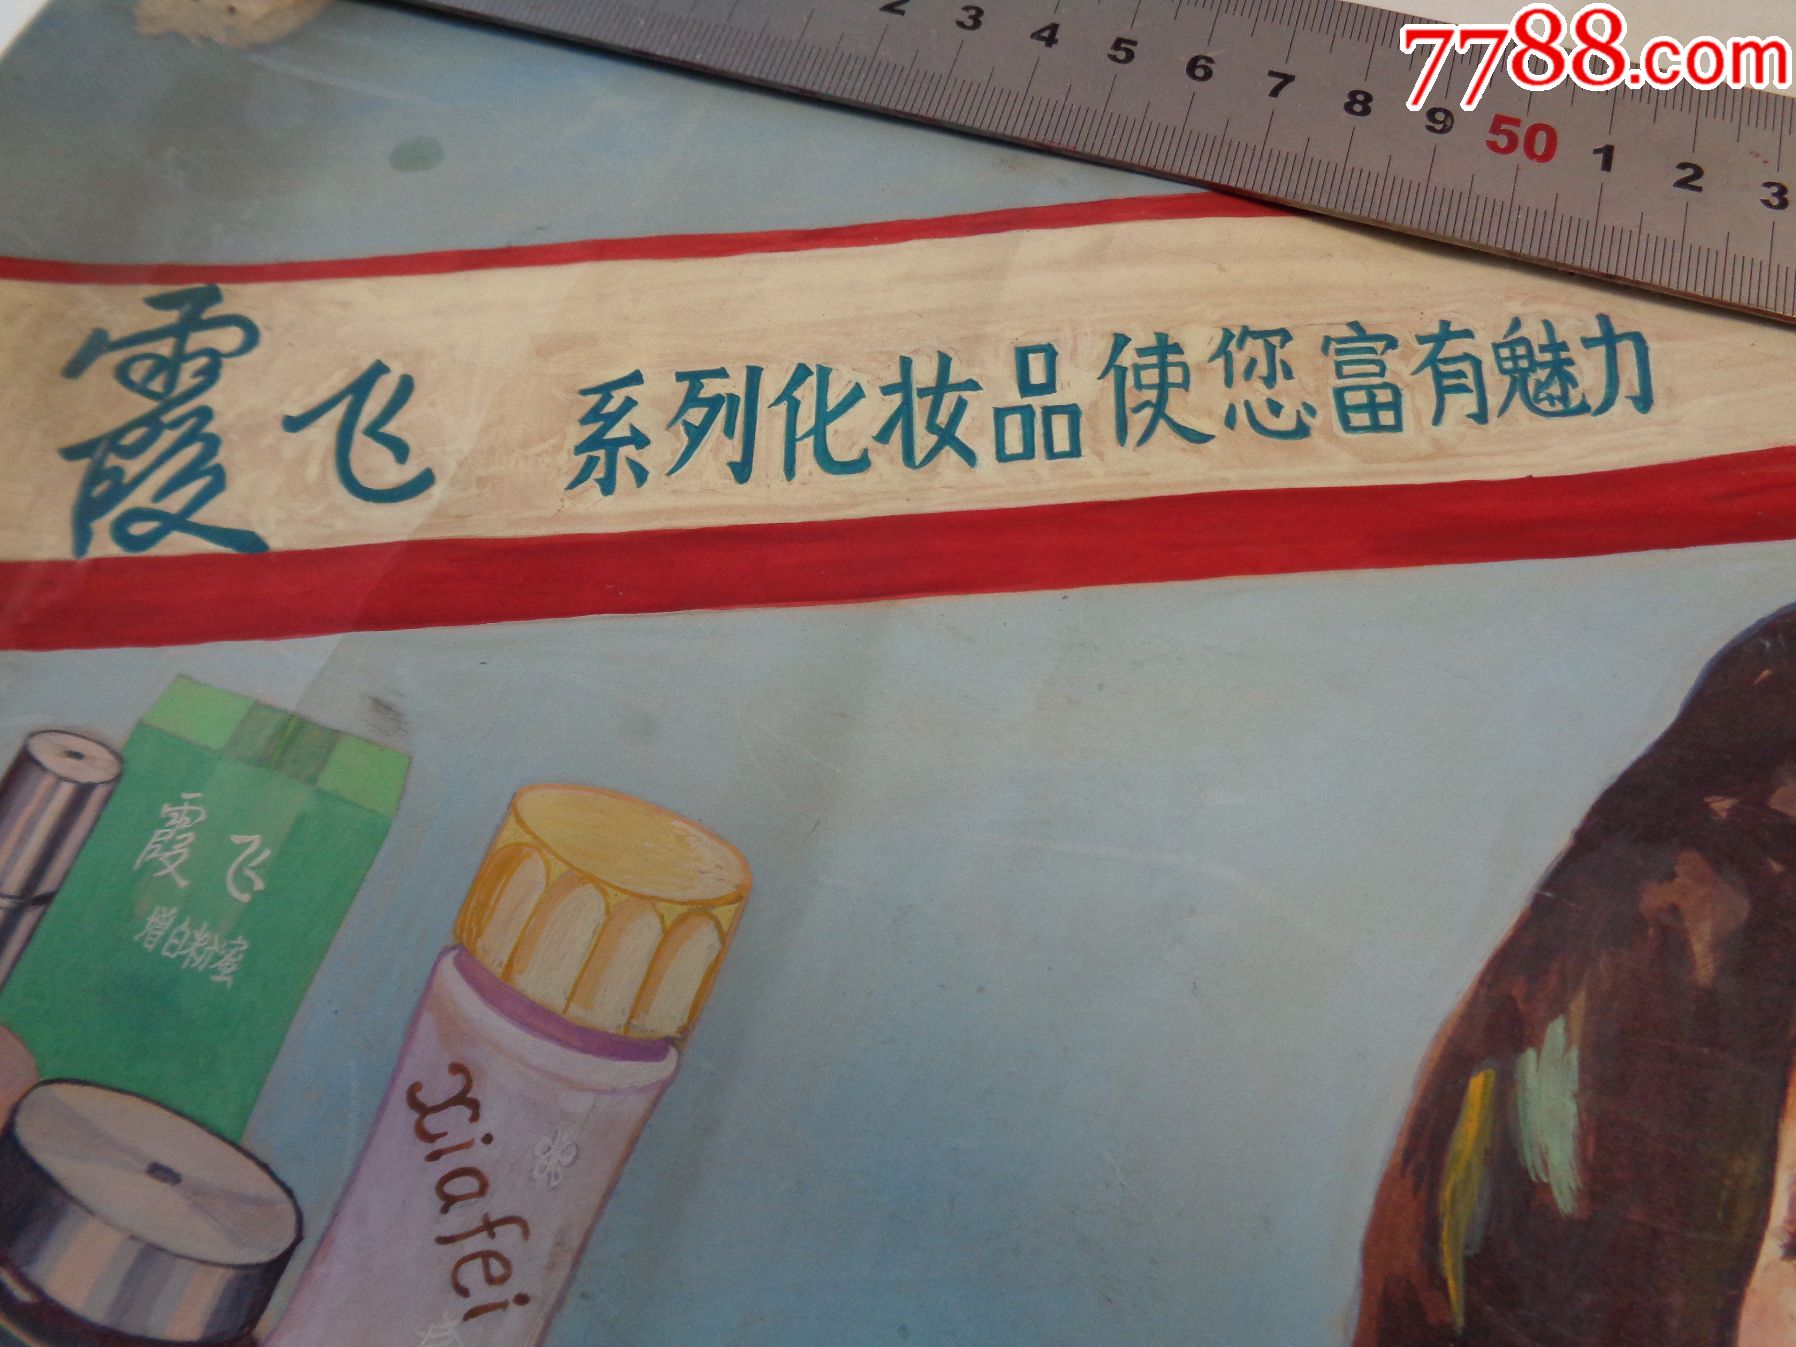 7788.com
2 3 4 5 6 7 8 9 50 1 2 3
霞飞 系列化妆品使您富有魅力
霞飞
增白粉蜜
xiafei